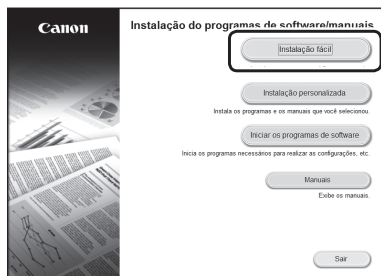 Canon
Instalação do programas de software/manuais
Instalação fácil
Instalação personalizada
Instala os programas e os manuais que você selecionou.
Iniciar os programas de software
Inicia os programas necessários para realizar as configurações, etc.
Manuais
Exibe os manuais.
Sair